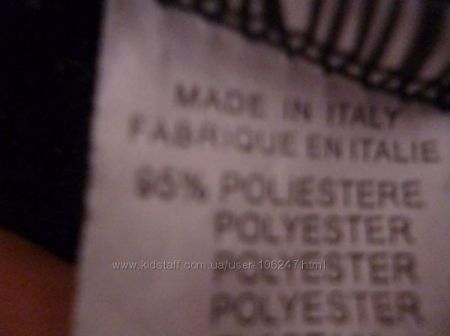 MADE IN ITALY
FABRIQUE EN ITALIE
95% POLIESTERE
POLYESTER
POLYESTER
www.kidstaff.com.ua/user-106247.html
POLYESTER